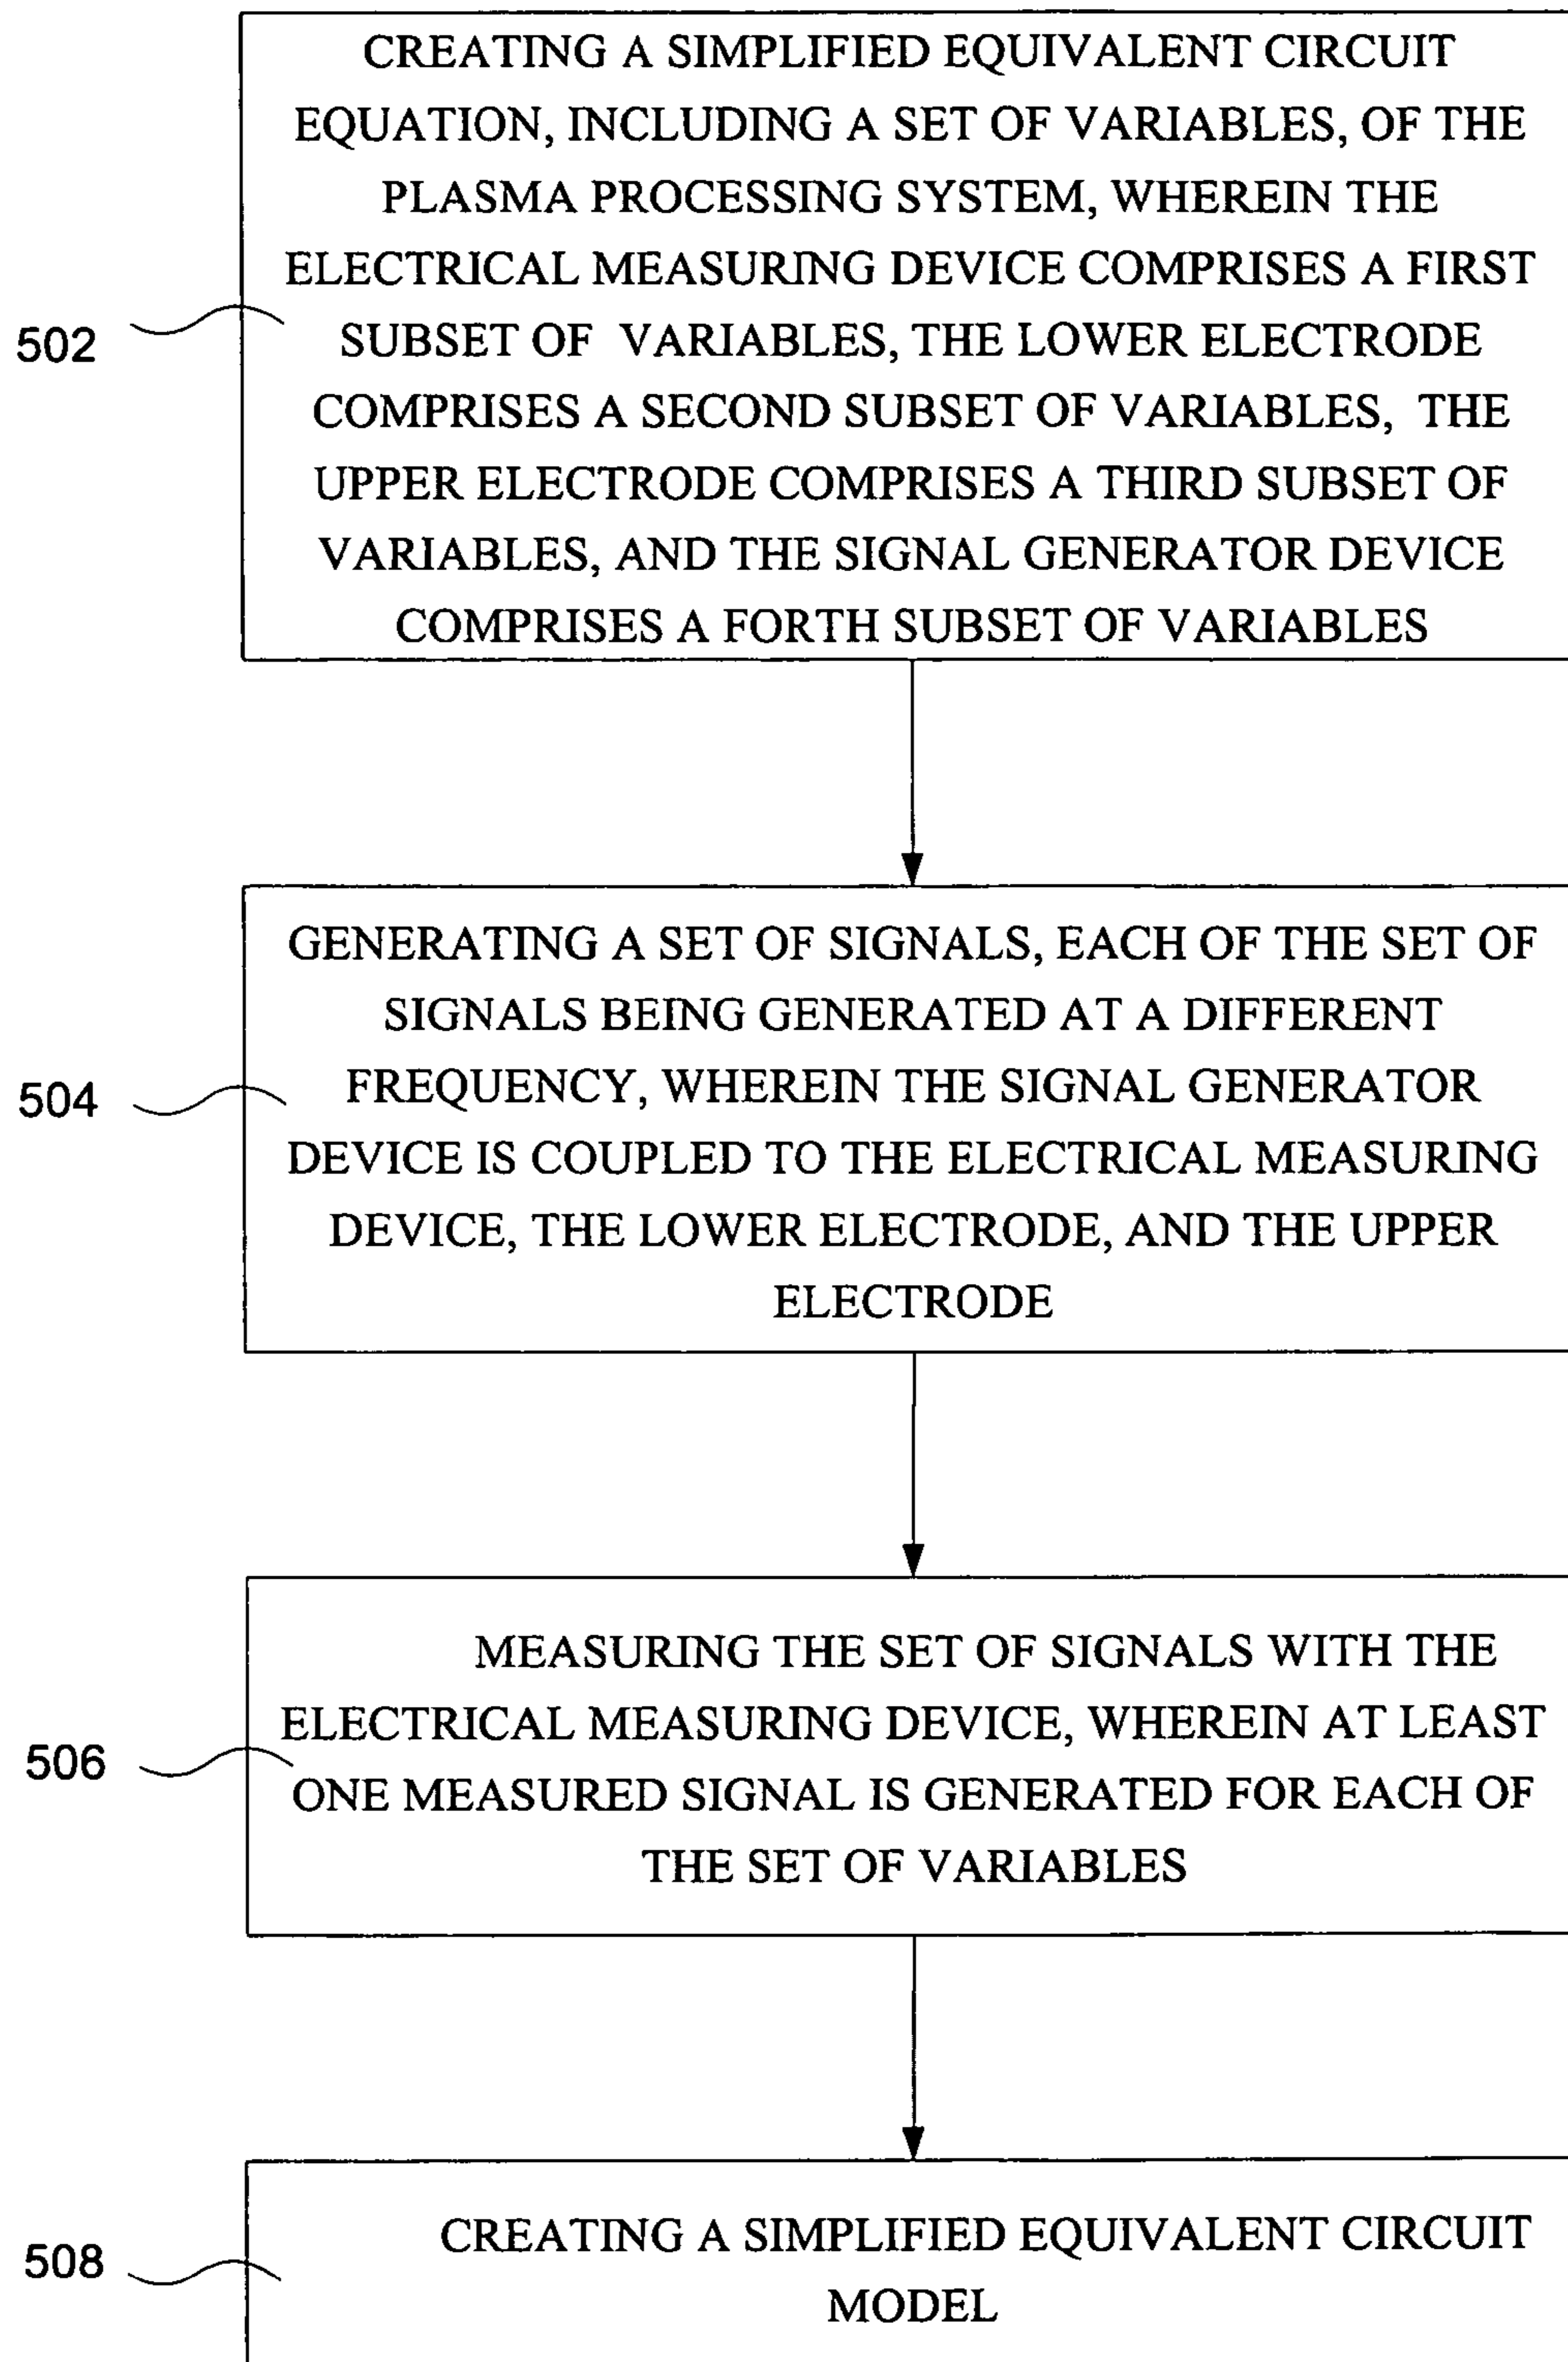 CREATING A SIMPLIFIED EQUIVALENT CIRCUIT
EQUATION, INCLUDING A SET OF VARIABLES, OF THE
PLASMA PROCESSING SYSTEM, WHEREIN THE
ELECTRICAL MEASURING DEVICE COMPRISES A FIRST
SUBSET OF VARIABLES, THE LOWER ELECTRODE
COMPRISES A SECOND SUBSET OF VARIABLES, THE
UPPER ELECTRODE COMPRISES A THIRD SUBSET OF
VARIABLES, AND THE SIGNAL GENERATOR DEVICE
COMPRISES A FORTH SUBSET OF VARIABLES
502
GENERATING A SET OF SIGNALS, EACH OF THE SET OF
SIGNALS BEING GENERATED AT A DIFFERENT
FREQUENCY, WHEREIN THE SIGNAL GENERATOR
DEVICE IS COUPLED TO THE ELECTRICAL MEASURING
DEVICE, THE LOWER ELECTRODE, AND THE UPPER
ELECTRODE
504
MEASURING THE SET OF SIGNALS WITH THE
ELECTRICAL MEASURING DEVICE, WHEREIN AT LEAST
ONE MEASURED SIGNAL IS GENERATED FOR EACH OF
THE SET OF VARIABLES
506
CREATING A SIMPLIFIED EQUIVALENT CIRCUIT
MODEL
508